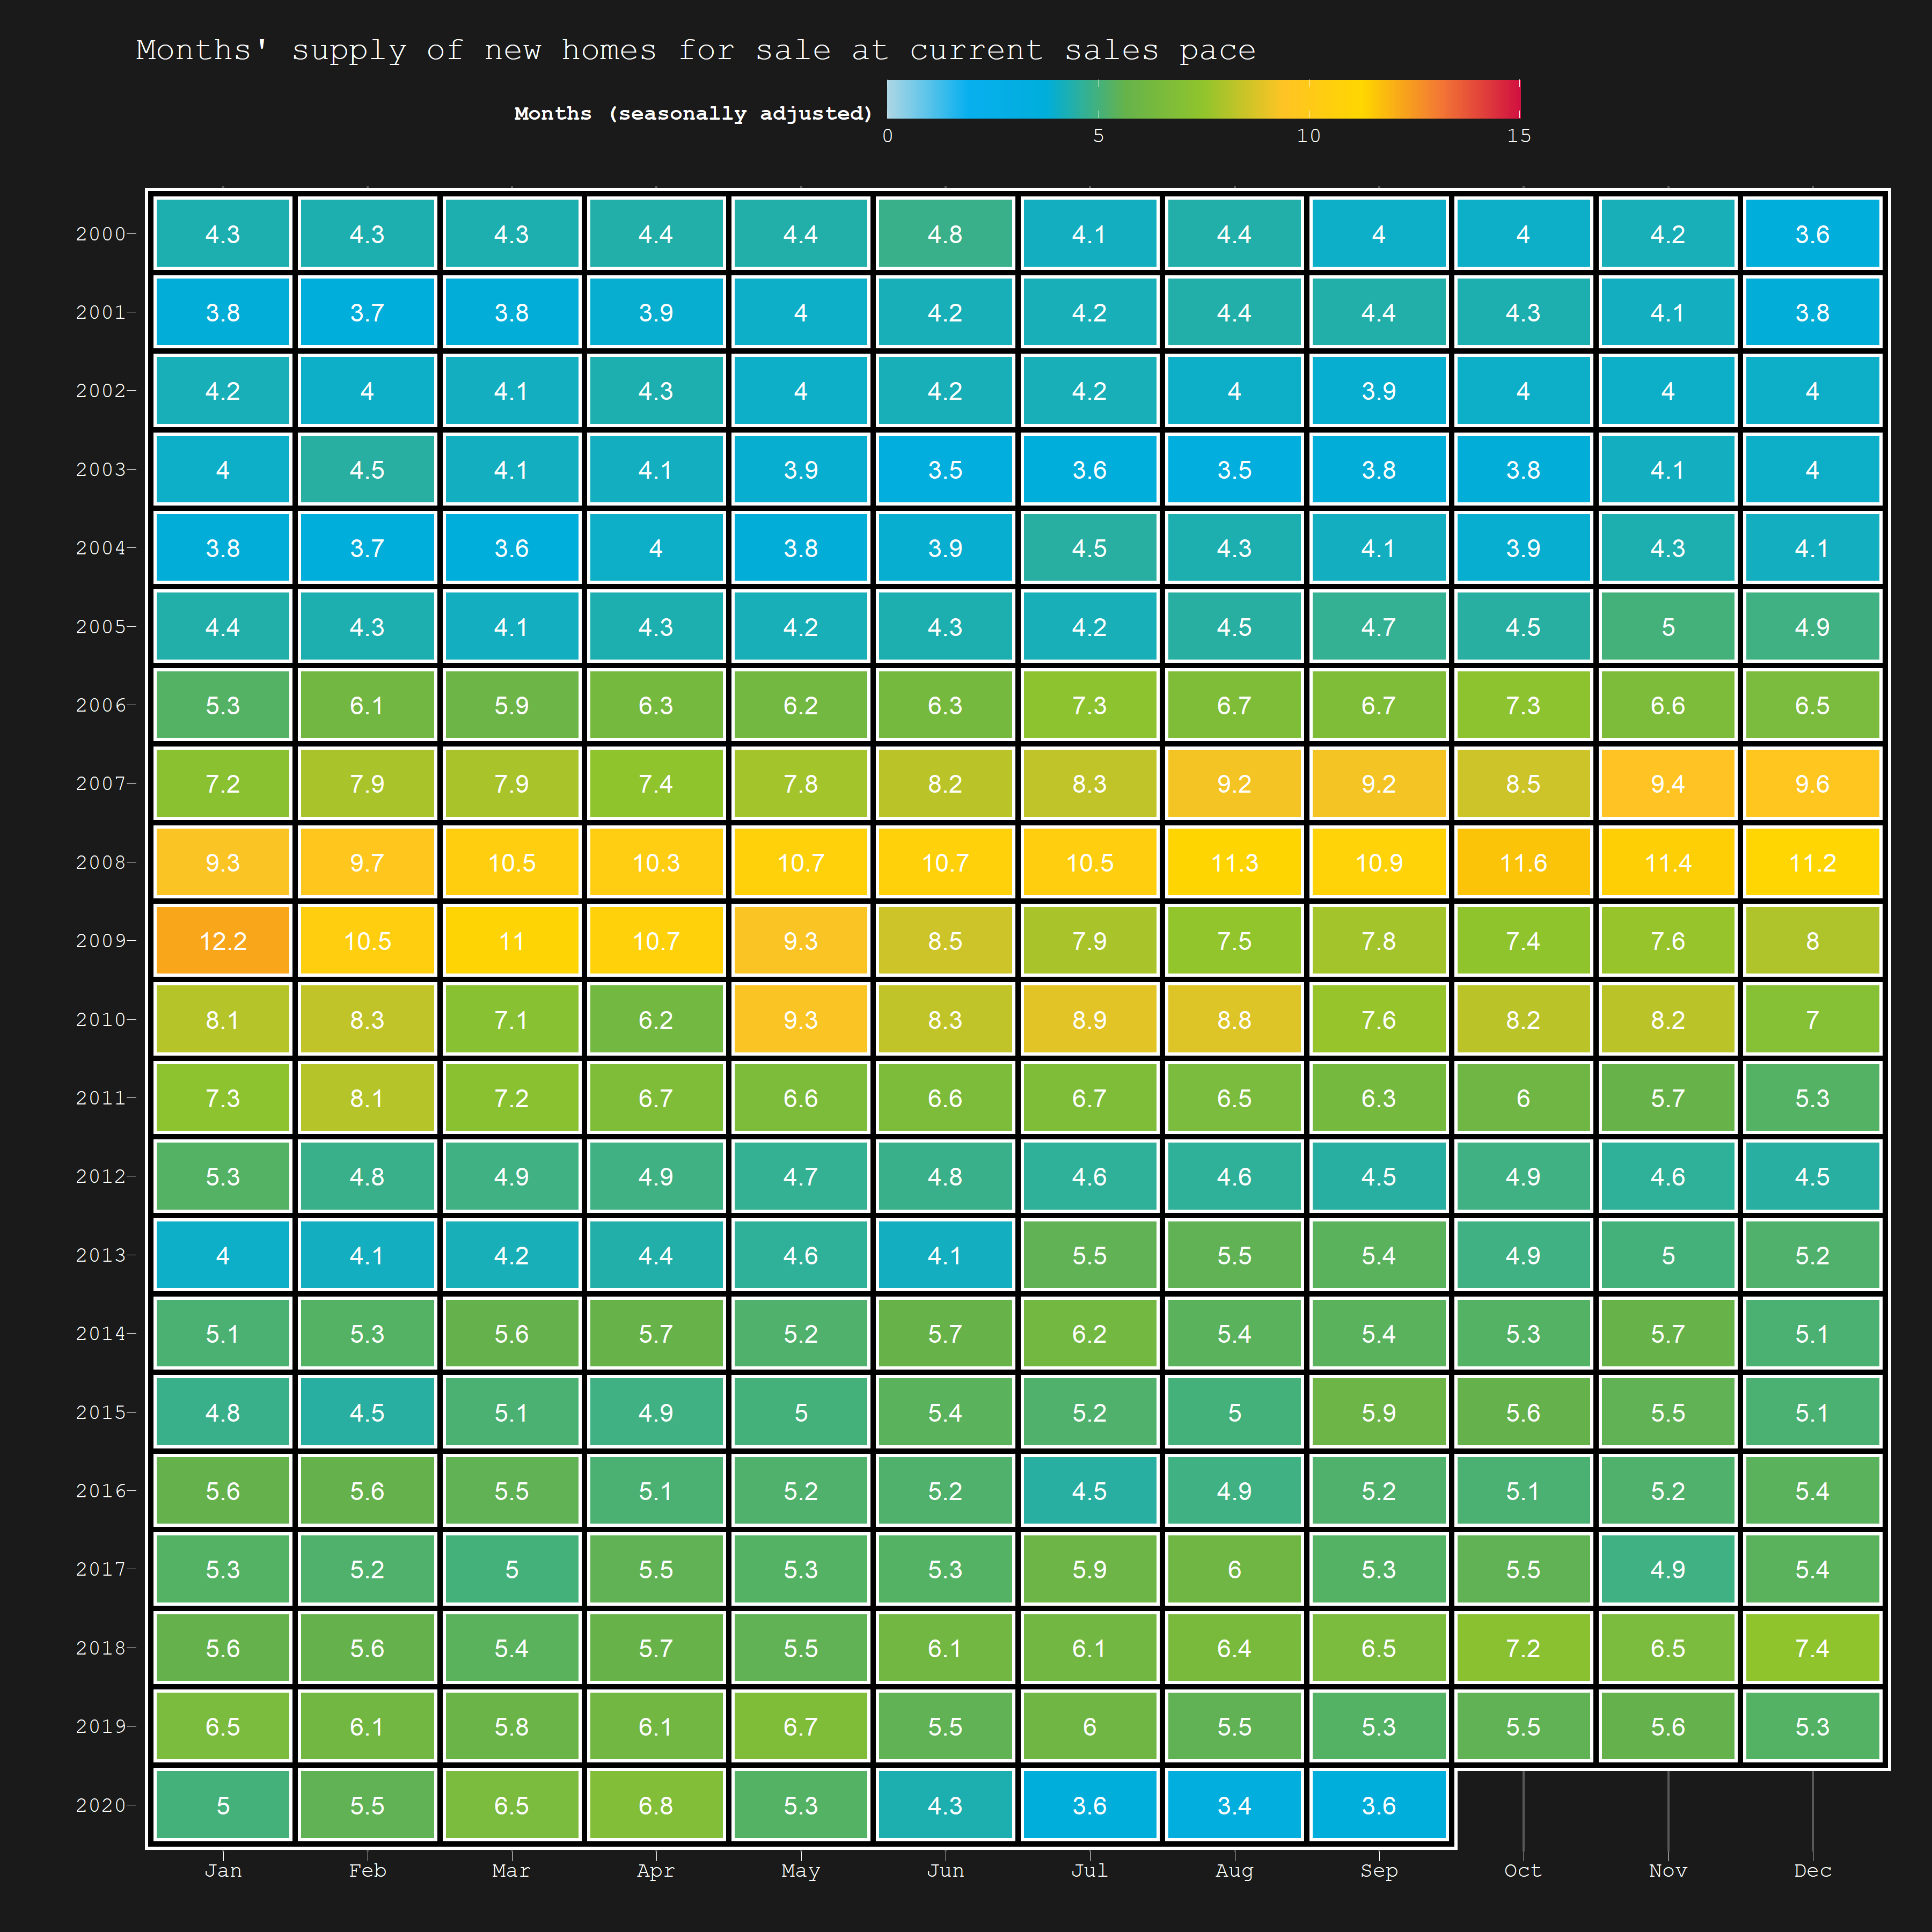 Months' supply of new homes for sale at current sales pace
Months (seasonally adjusted)
0 5 10 15
2000 4.3 4.3 4.3 4.4 4.4 4.8 4.1 4.4 4 4 4.2 3.6
2001 3.8 3.7 3.8 3.9 4 4.2 4.2 4.4 4.4 4.3 4.1 3.8
2002 4.2 4 4.1 4.3 4 4.2 4.2 4 3.9 4 4 4
2003 4 4.5 4.1 4.1 3.9 3.5 3.6 3.5 3.8 3.8 4.1 4
2004 3.8 3.7 3.6 4 3.8 3.9 4.5 4.3 4.1 3.9 4.3 4.1
2005 4.4 4.3 4.1 4.3 4.2 4.3 4.2 4.5 4.7 4.5 5 4.9
2006 5.3 6.1 5.9 6.3 6.2 6.3 7.3 6.7 6.7 7.3 6.6 6.5
2007 7.2 7.9 7.9 7.4 7.8 8.2 8.3 9.2 9.2 8.5 9.4 9.6
2008 9.3 9.7 10.5 10.3 10.7 10.7 10.5 11.3 10.9 11.6 11.4 11.2
2009 12.2 10.5 11 10.7 9.3 8.5 7.9 7.5 7.8 7.4 7.6 8
2010 8.1 8.3 7.1 6.2 9.3 8.3 8.9 8.8 7.6 8.2 8.2 7
2011 7.3 8.1 7.2 6.7 6.6 6.6 6.7 6.5 6.3 6 5.7 5.3
2012 5.3 4.8 4.9 4.9 4.7 4.8 4.6 4.6 4.5 4.9 4.6 4.5
2013 4 4.1 4.2 4.4 4.6 4.1 5.5 5.5 5.4 4.9 5 5.2
2014 5.1 5.3 5.6 5.7 5.2 5.7 6.2 5.4 5.4 5.3 5.7 5.1
2015 4.8 4.5 5.1 4.9 5 5.4 5.2 5 5.9 5.6 5.5 5.1
2016 5.6 5.6 5.5 5.1 5.2 5.2 4.5 4.9 5.2 5.1 5.2 5.4
2017 5.3 5.2 5 5.5 5.3 5.3 5.9 6 5.3 5.5 4.9 5.4
2018 5.6 5.6 5.4 5.7 5.5 6.1 6.1 6.4 6.5 7.2 6.5 7.4
2019 6.5 6.1 5.8 6.1 6.7 5.5 6 5.5 5.3 5.5 5.6 5.3
2020 5 5.5 6.5 6.8 5.3 4.3 3.6 3.4 3.6
Jan Feb Mar Apr May Jun Jul Aug Sep Oct Nov Dec